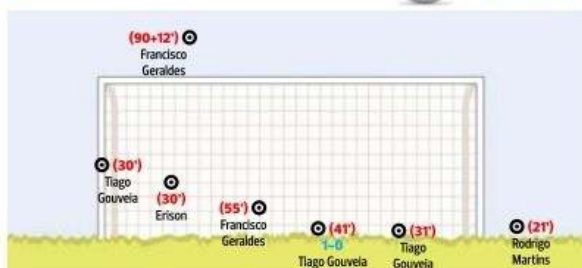 (90+12')
Francisco
Geraldes
(30')
Tiago
Gouveia
(30')
Erison
(55')
Francisco
Geraldes
(41')
1-0
Tiago Gouveia
(31')
Tiago
Gouveia
(21')
Rodrigo
Martins